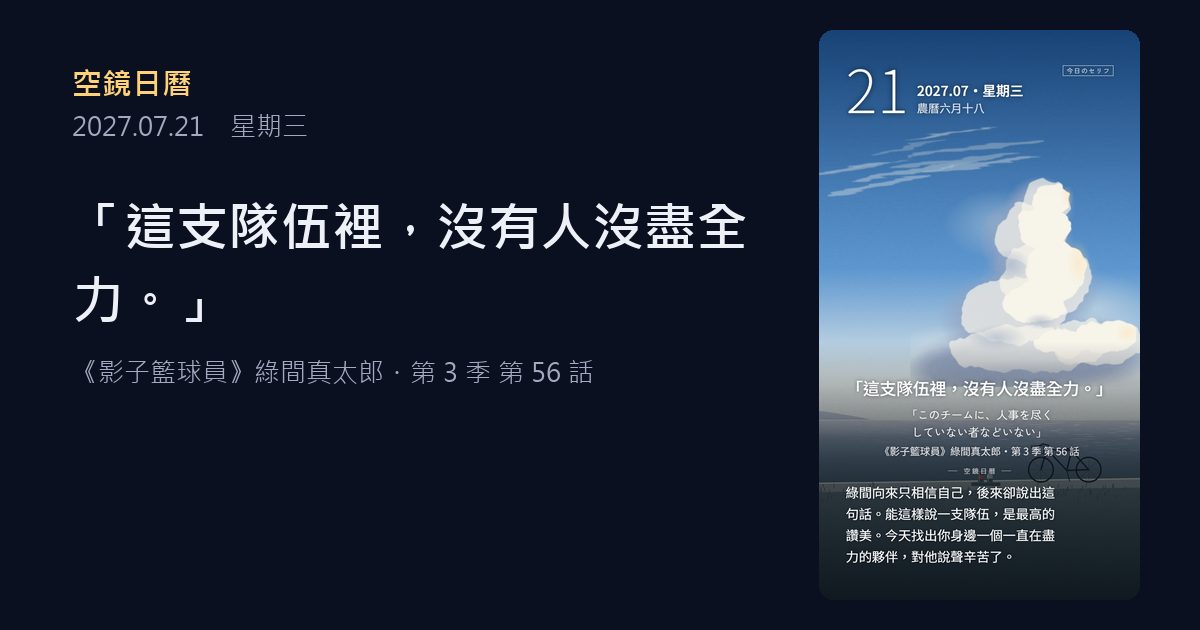 空鏡日曆
2027.07.21 星期三
「這支隊伍裡，沒有人沒盡全
力。」
《影子籃球員》綠間真太郎・第 3 季 第 56 話
21
2027.07・星期三
農曆六月十八
今日のセリフ
「這支隊伍裡，沒有人沒盡全力。」
「このチームに、人事を尽く
していない者などいない」
《影子籃球員》綠間真太郎・第 3 季 第 56 話
— 空鏡日曆 —
綠間向來只相信自己，後來卻說出這
句話。能這樣說一支隊伍，是最高的
讚美。今天找出你身邊一個一直在盡
力的夥伴，對他說聲辛苦了。